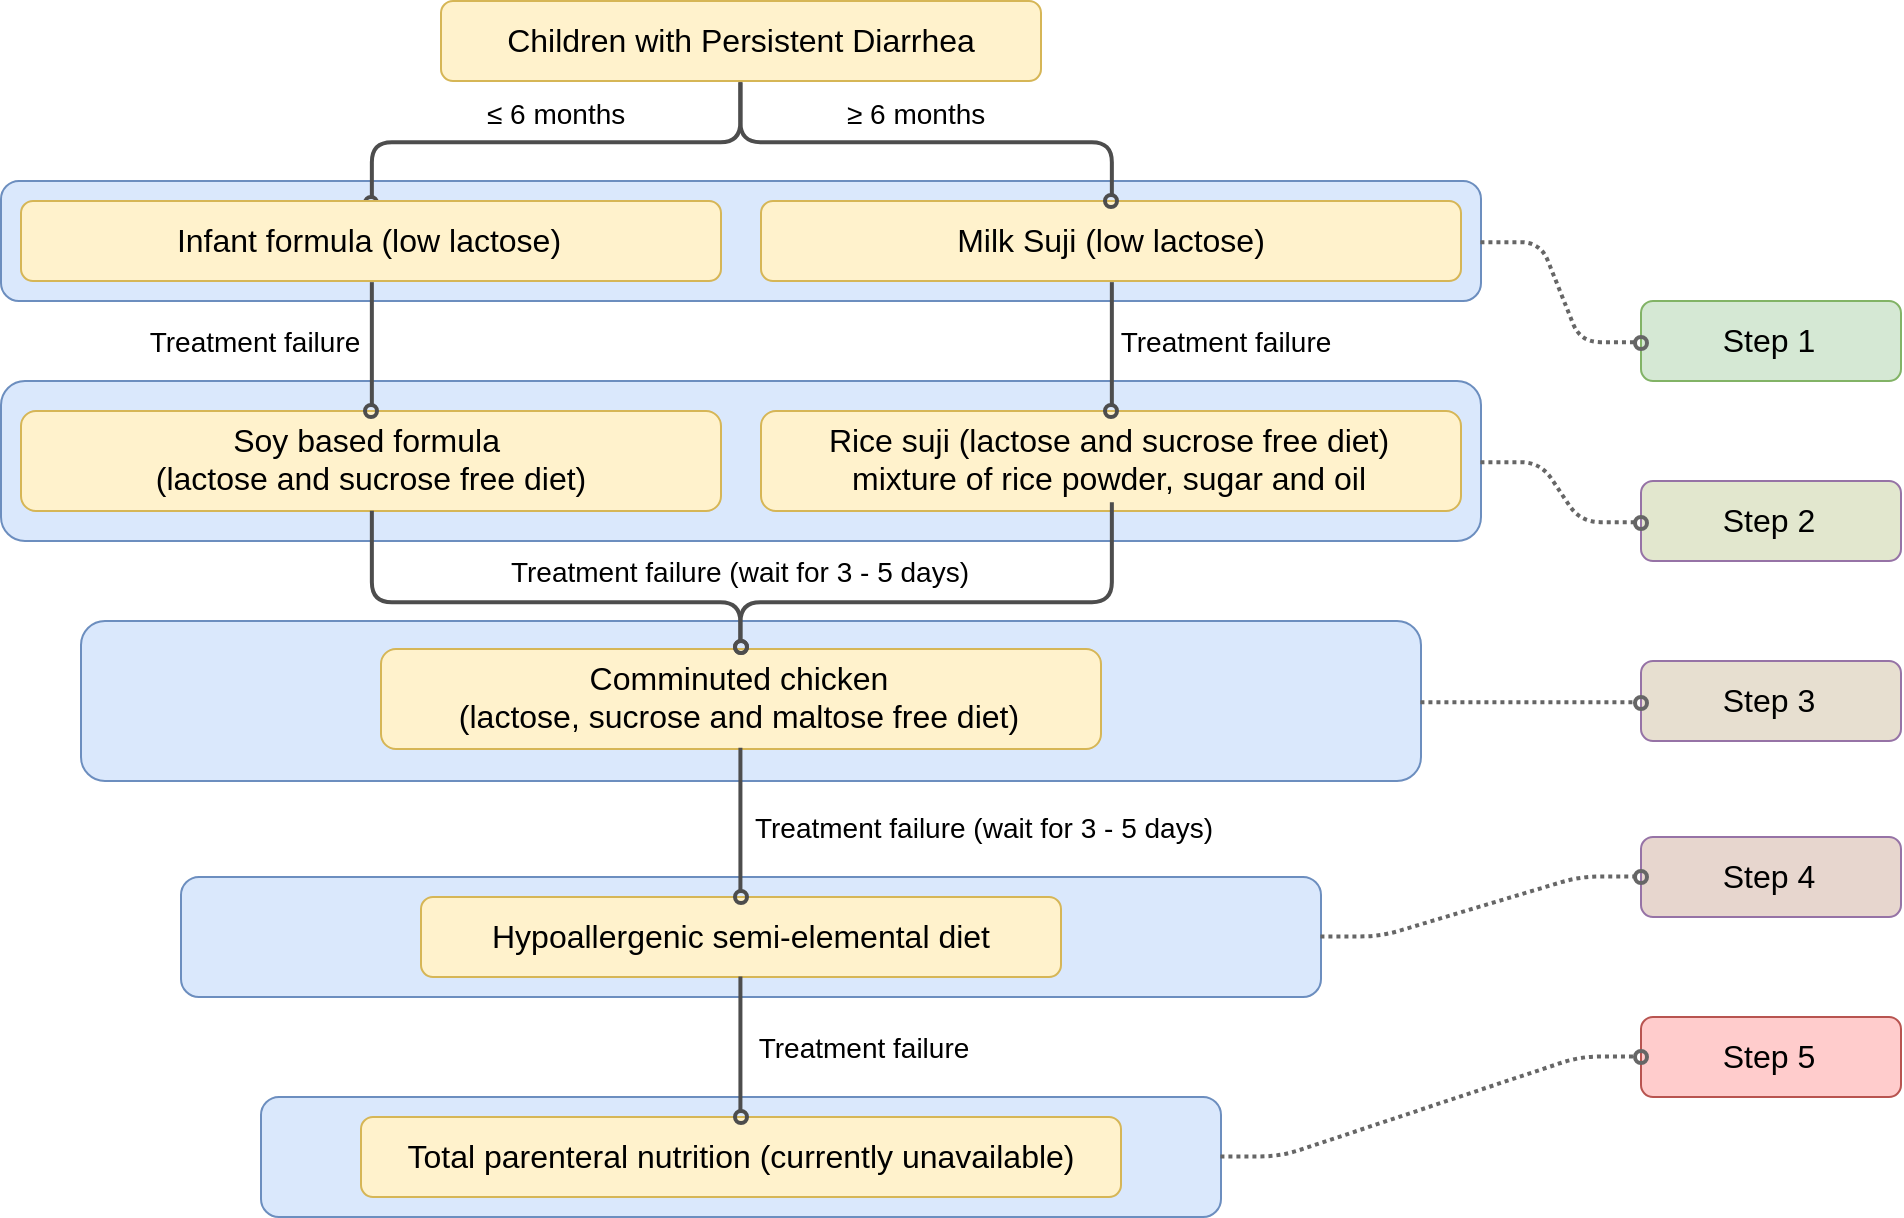 Children with Persistent Diarrhea
≤ 6 months
≥ 6 months
Infant formula (low lactose)
Milk Suji (low lactose)
Step 1
Treatment failure
Treatment failure
Soy based formula
(lactose and sucrose free diet)
Rice suji (lactose and sucrose free diet)
mixture of rice powder, sugar and oil
Step 2
Treatment failure (wait for 3 - 5 days)
Comminuted chicken
(lactose, sucrose and maltose free diet)
Step 3
Treatment failure (wait for 3 - 5 days)
Step 4
Hypoallergenic semi-elemental diet
Treatment failure
Step 5
Total parenteral nutrition (currently unavailable)